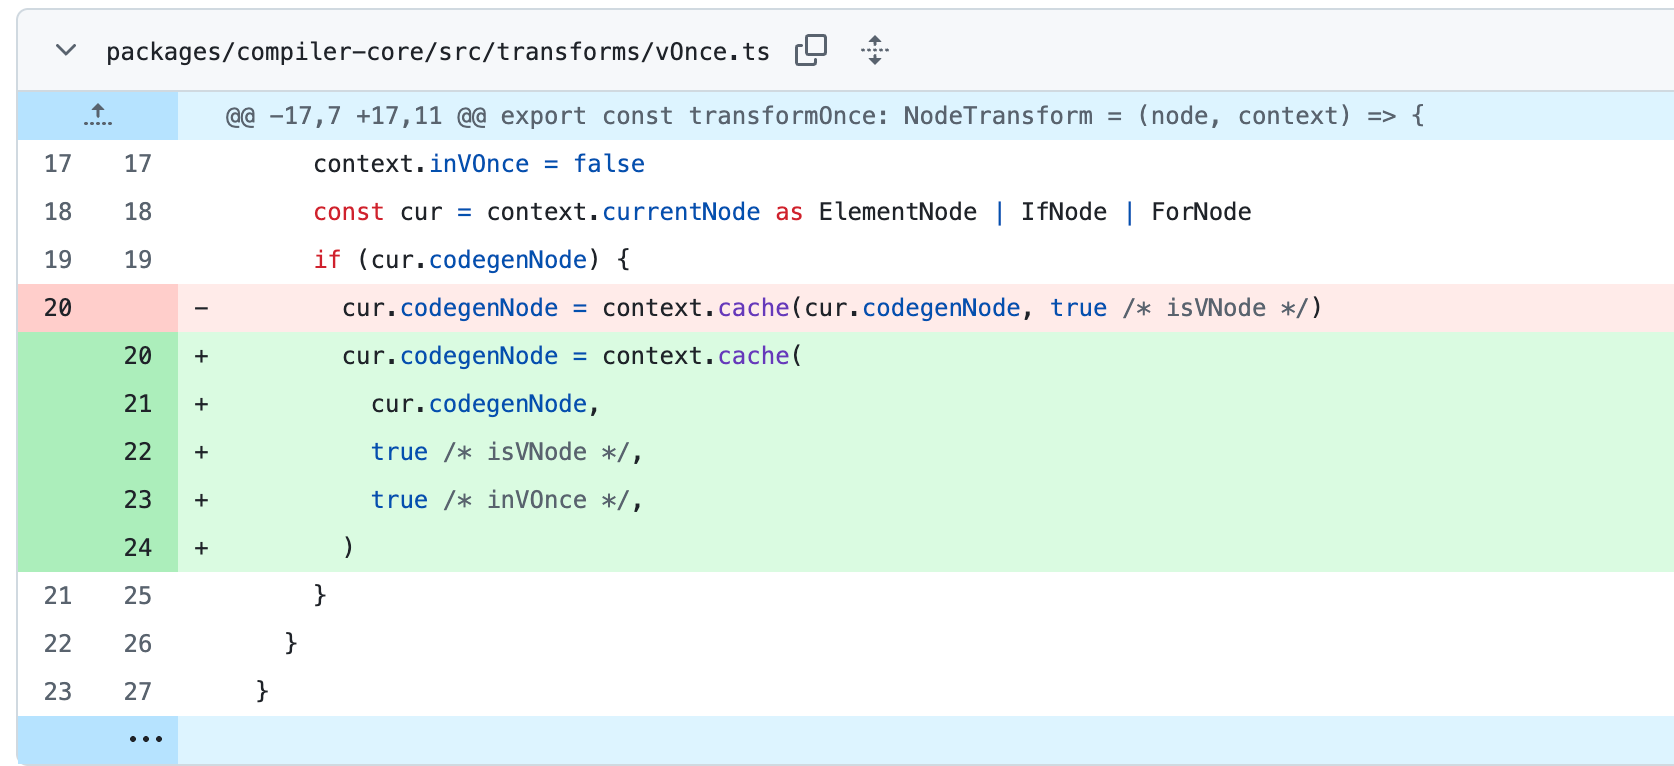 packages/compiler-core/src/transforms/vOnce.ts
@@ -17,7 +17,11 @@ export const transformOnce: NodeTransform = (node, context) => {
17 17 context.inVOnce = false
18 18 const cur = context.currentNode as ElementNode | IfNode | ForNode
19 19 if (cur.codegenNode) {
20 - cur.codegenNode = context.cache(cur.codegenNode, true /* isVNode */)
20 + cur.codegenNode = context.cache(
21 + cur.codegenNode,
22 + true /* isVNode */,
23 + true /* inVOnce */,
24 + )
21 25 }
22 26 }
23 27 }